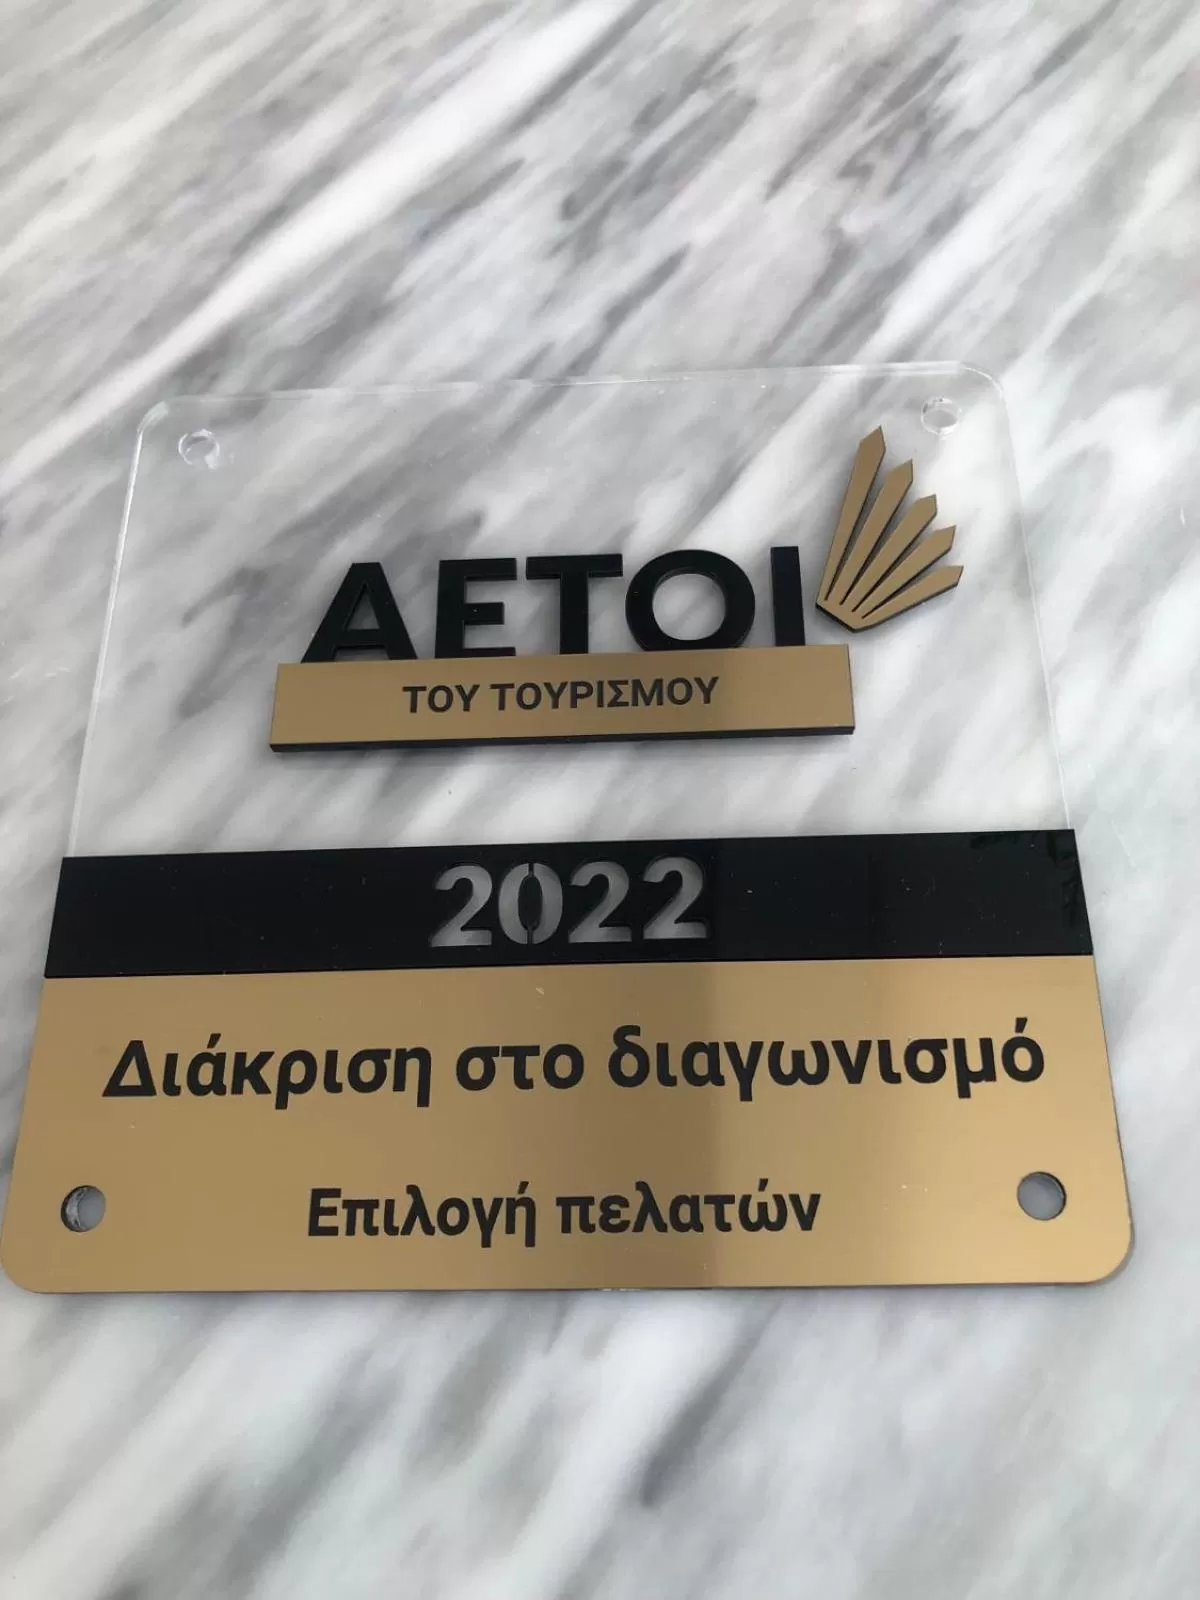 ΑΕΤΟΙ
ΤΟΥ ΤΟΥΡΙΣΜΟΥ
2022
Διάκριση στο διαγωνισμό
Επιλογή πελατών